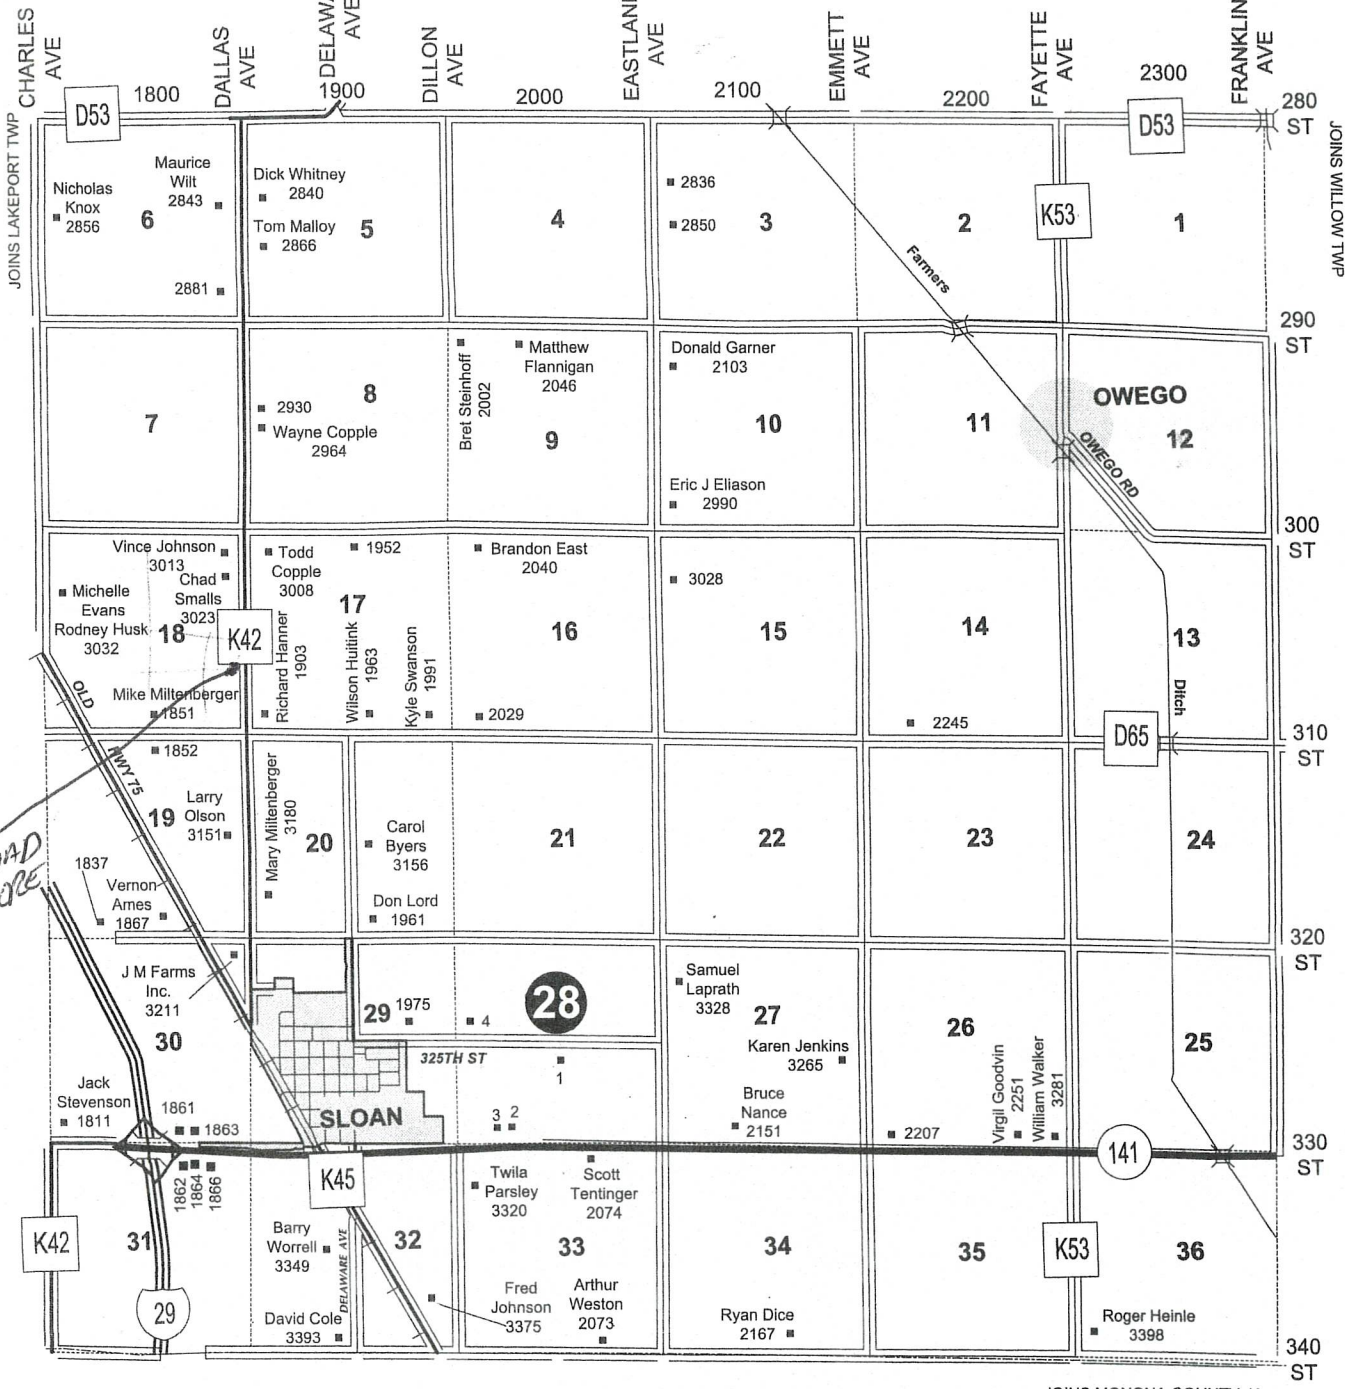 CHARLES AVE
DALLAS AVE
DELAW
AVE
DILLON AVE
EASTLAN
AVE
EMMETT AVE
FAYETTE AVE
FRANKLIN AVE
1800
1900
2000
2100
2200
2300
280 ST
D53
D53
JOINS LAKEPORT TWP
JOINS WILLOW TWP
Nicholas
Knox
2856
Maurice
Wilt
2843
6
2881
Dick Whitney
2840
Tom Malloy
2866
5
4
2836
2850
3
2
K53
1
Farmers
290 ST
7
8
2930
Wayne Copple
2964
Bret Steinhoff
2002
Matthew
Flannigan
2046
9
Donald Garner
2103
10
Eric J Eliason
2990
11
OWEGO
12
OWEGO RD
300 ST
Vince Johnson
3013
Chad
Smalls
3023
Michelle
Evans
Rodney Husk
3032
18
K42
Mike Miltenberger
1851
OLD
HWY 75
Todd
Copple
3008
1952
17
Richard Hanner
1903
Wilson Huitink
1963
Kyle Swanson
1991
Brandon East
2040
16
2029
3028
15
14
2245
13
Ditch
D65
310 ST
1852
19
Larry
Olson
3151
1837
Vernon
Ames
1867
Mary Miltenberger
3180
20
Carol
Byers
3156
Don Lord
1961
21
22
23
24
320 ST
J M Farms
Inc.
3211
30
29
1975
4
28
325TH ST
1
3
2
SLOAN
Samuel
Laprath
3328
27
Karen Jenkins
3265
Bruce
Nance
2151
26
2207
Virgil Goodvin
2251
William Walker
3281
25
Jack
Stevenson
1811
1861
1863
141
330 ST
1862
1864
1866
K45
K42
31
29
Barry
Worrell
3349
David Cole
3393
DELAWARE AVE
32
Twila
Parsley
3320
Scott
Tentinger
2074
33
Fred
Johnson
3375
Arthur
Weston
2073
34
Ryan Dice
2167
35
K53
36
Roger Heinle
3398
340 ST